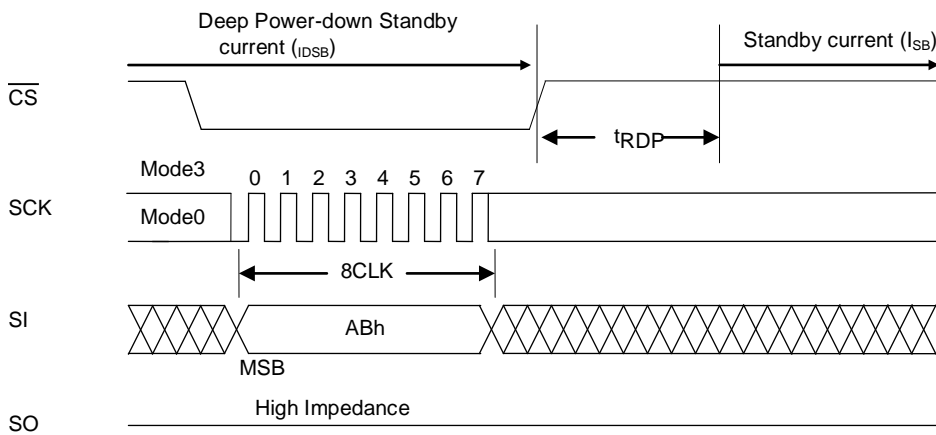 Deep Power-down Standby
current (IDSB)
Standby current (ISB)
CS
tRDP
Mode3
0 1 2 3 4 5 6 7
SCK
Mode0
8CLK
SI
ABh
MSB
High Impedance
SO